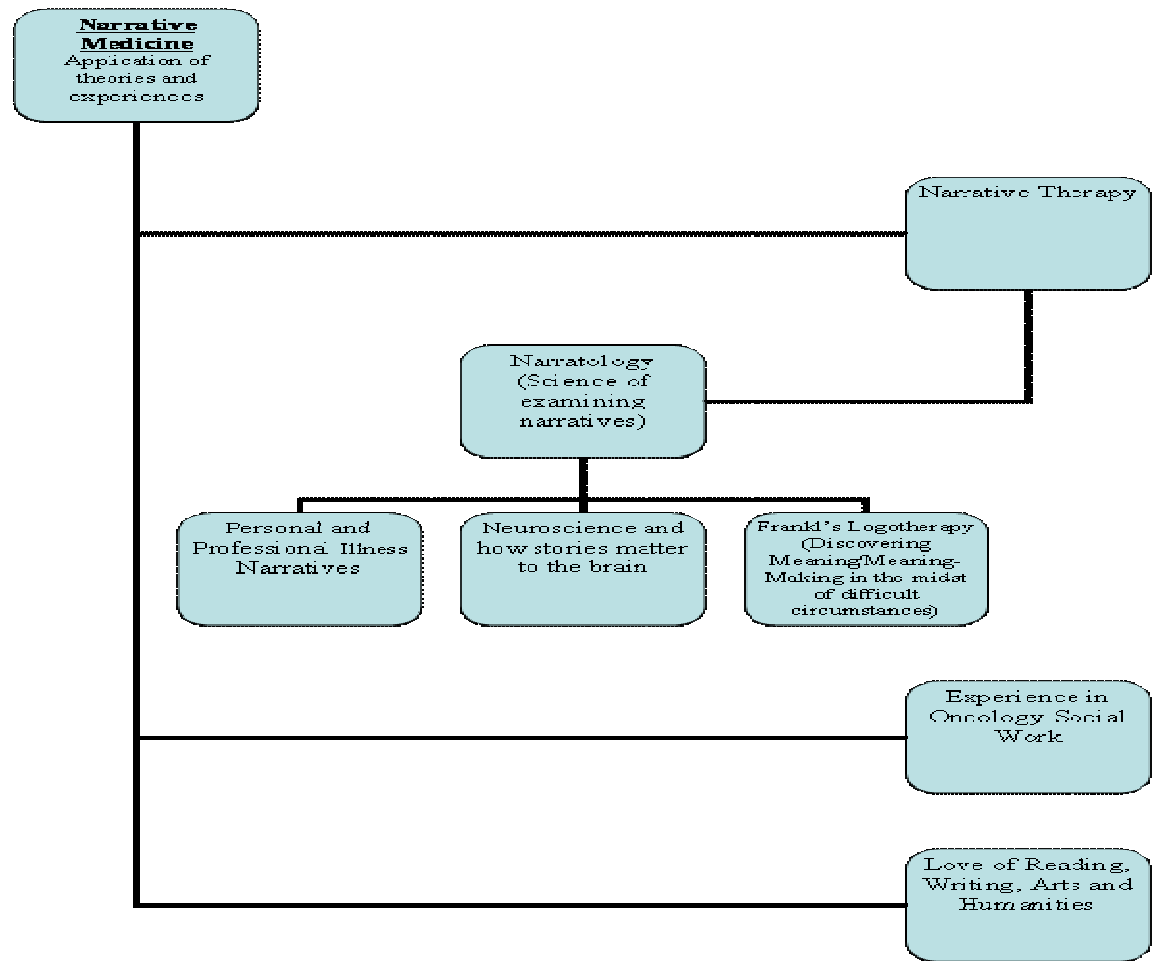 Narrative
Medicine
Application of
theories and
experiences
Narrative Therapy
Narratology
(Science of
examining
narratives)
Personal and
Professional Illness
Narratives
Neuroscience and
how stories matter
to the brain
Frankl's Logotherapy
(Discovering
Meaning/Meaning-
Making in the midst
of difficult
circumstances)
Experience in
Oncology Social
Work
Love of Reading,
Writing, Arts and
Humanities